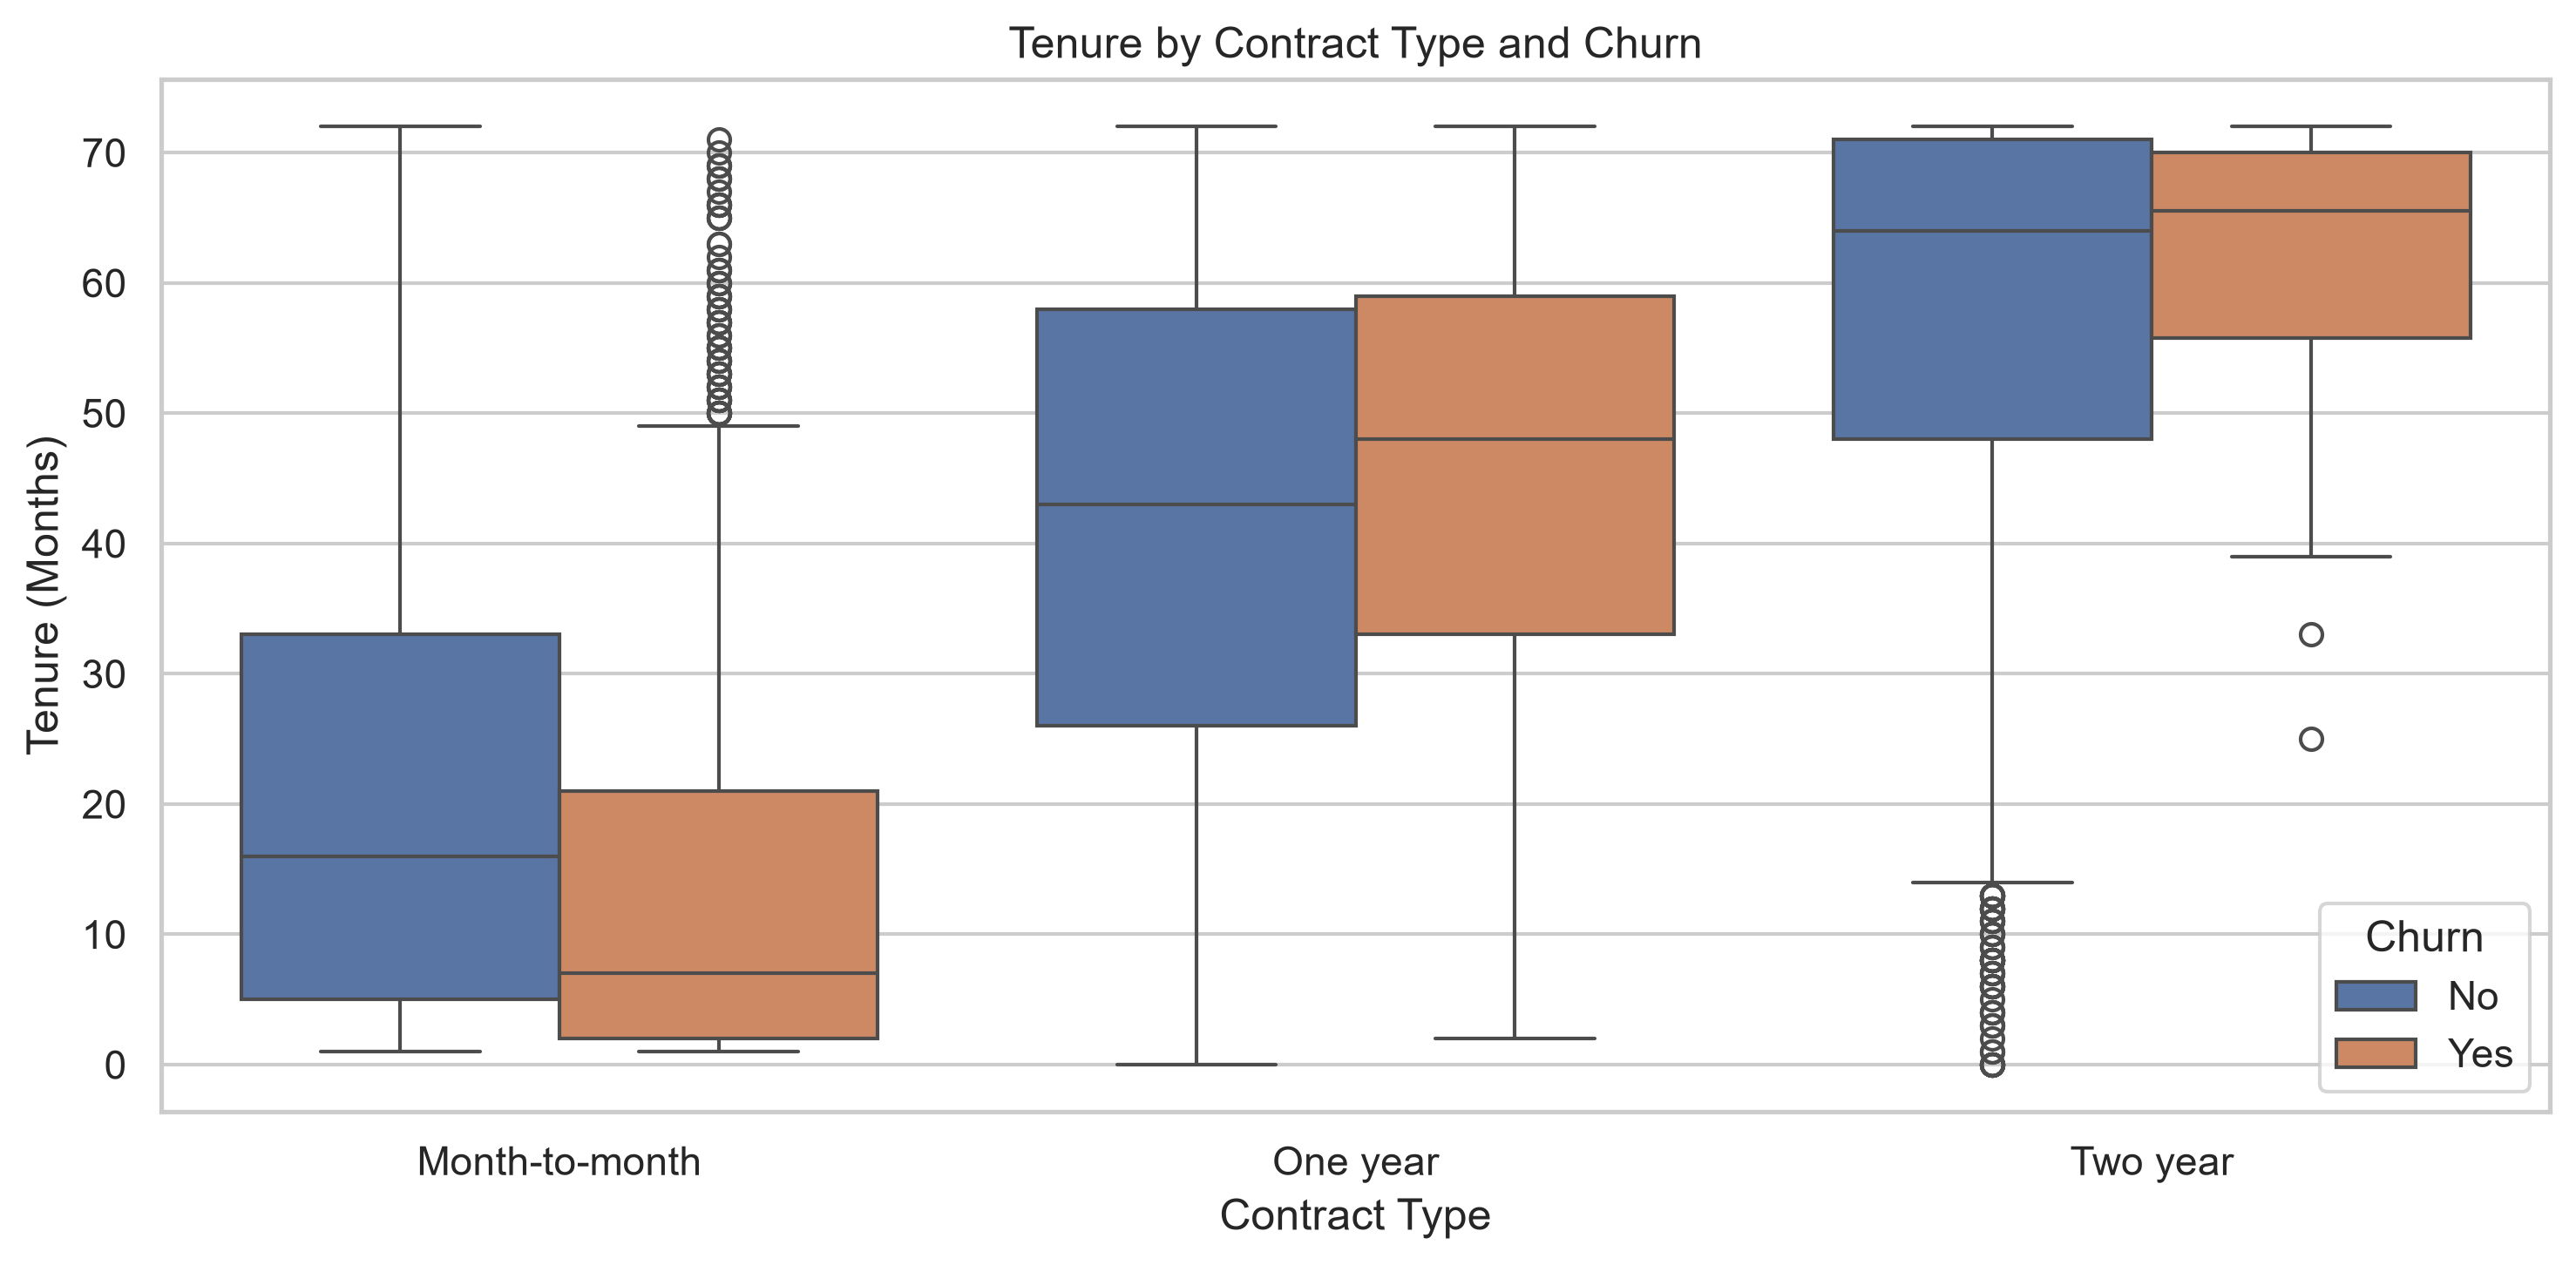 Tenure by Contract Type and Churn
Tenure (Months)
70
60
50
40
30
20
10
0
Month-to-month
One year
Two year
Contract Type
Churn
No
Yes